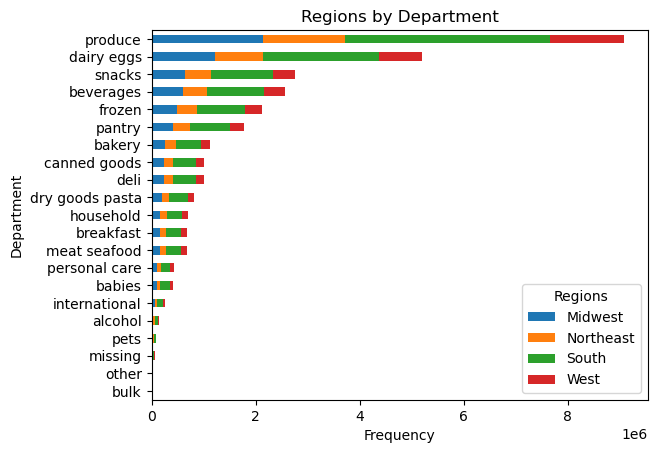 Regions by Department
Department
produce
dairy eggs
snacks
beverages
frozen
pantry
bakery
canned goods
deli
dry goods pasta
household
breakfast
meat seafood
personal care
babies
international
alcohol
pets
missing
other
bulk
Regions
Midwest
Northeast
South
West
0 2 4 6 8
1e6
Frequency